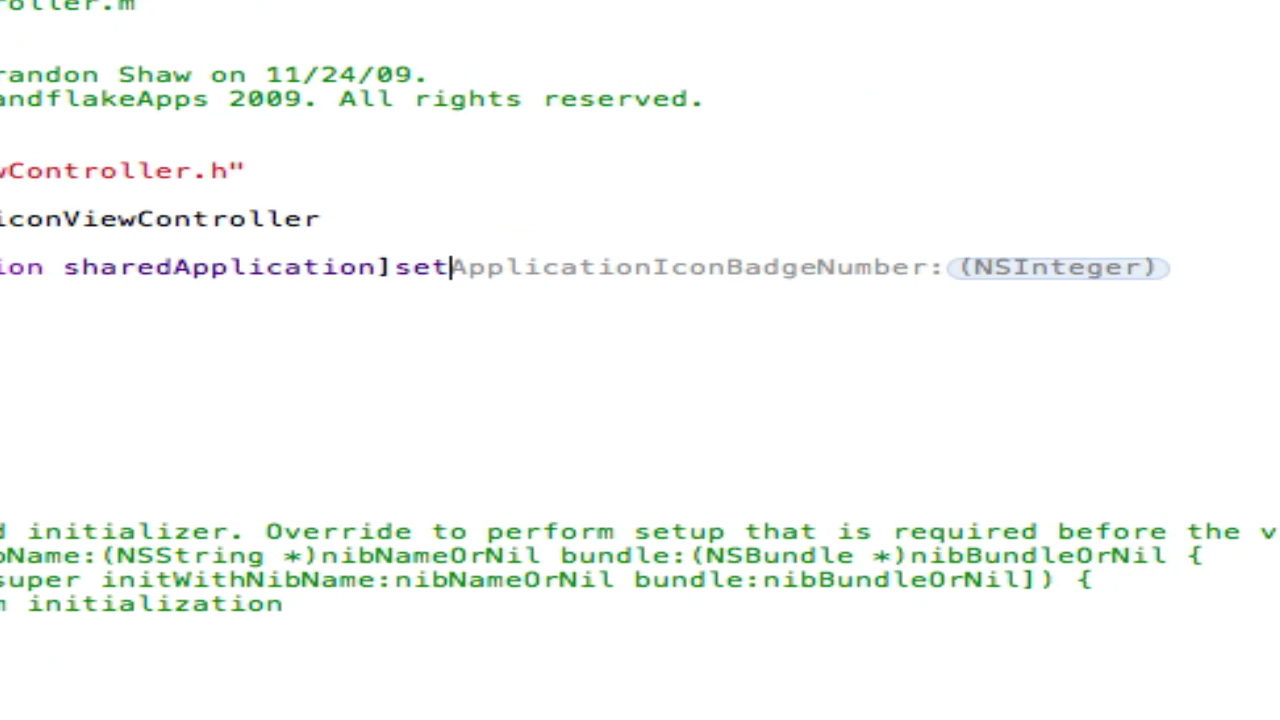 roller.m
randon Shaw on 11/24/09.
andflakeApps 2009. All rights reserved.
wController.h"
iconViewController
ion sharedApplication]setApplicationIconBadgeNumber:(NSInteger)
d initializer. Override to perform setup that is required before the v
bName:(NSString *)nibNameOrNil bundle:(NSBundle *)nibBundleOrNil {
super initWithNibName:nibNameOrNil bundle:nibBundleOrNil]) {
m initialization